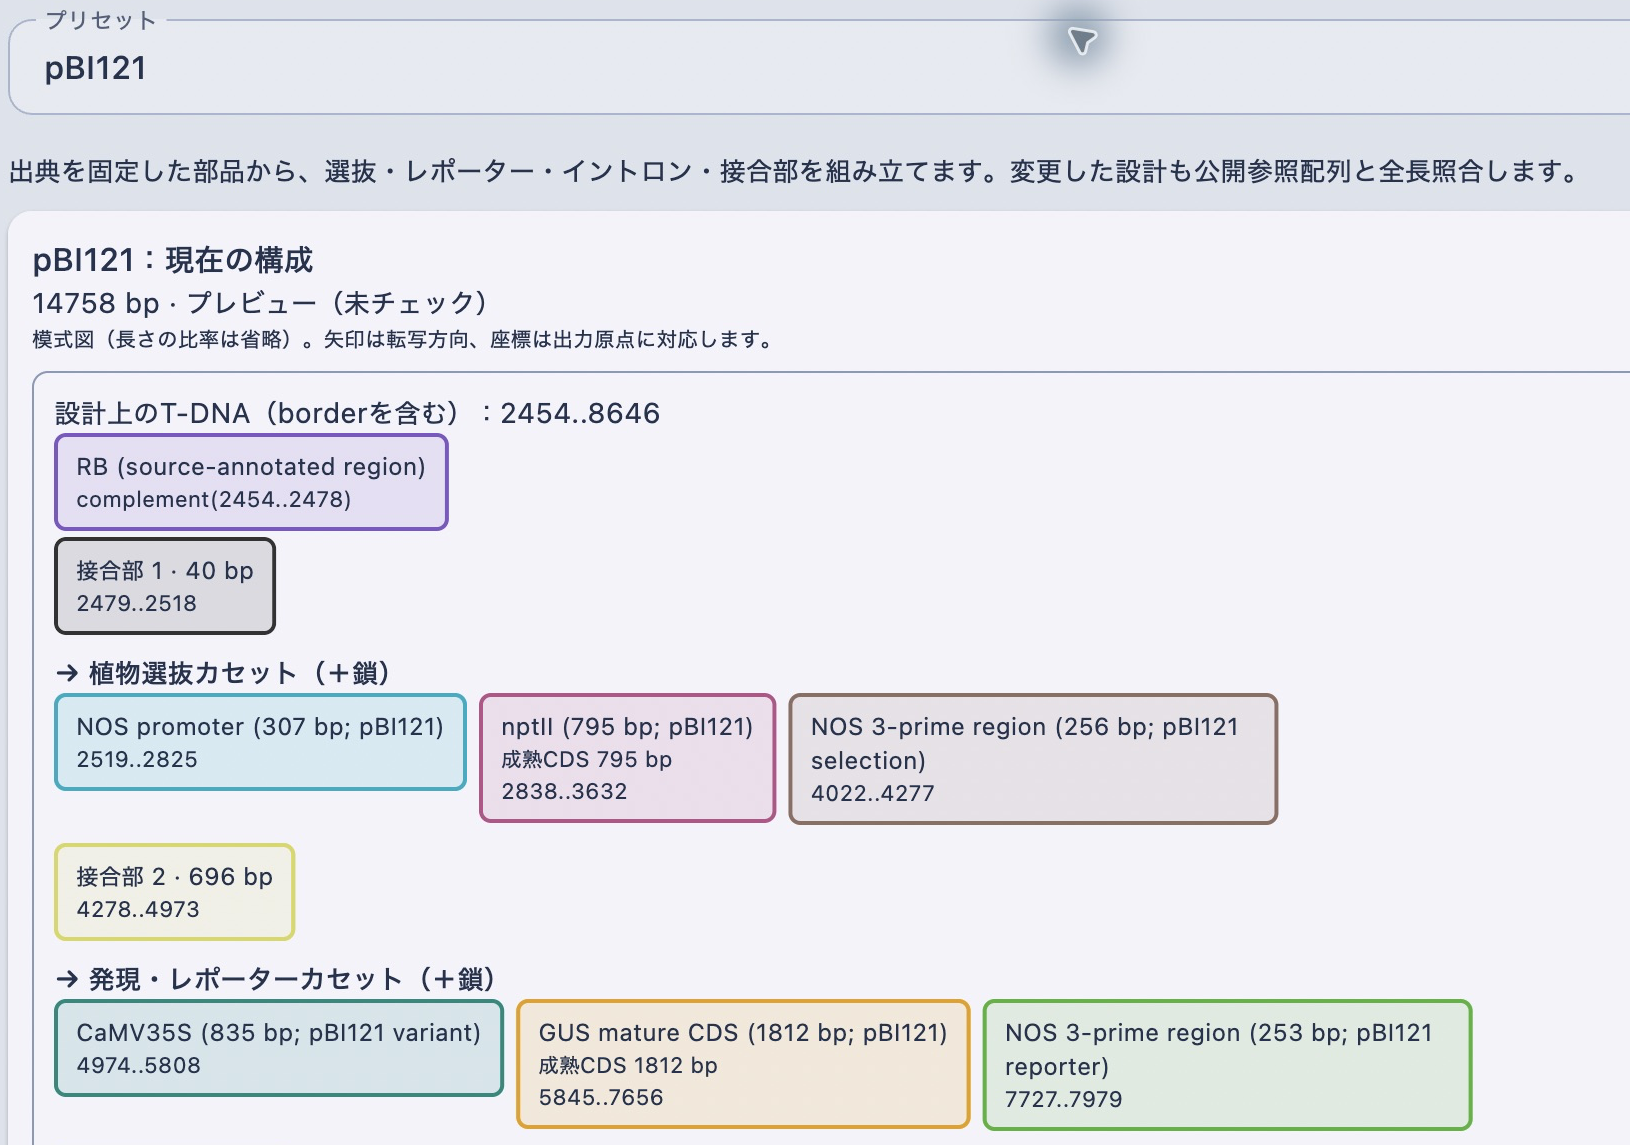 プリセット
pBI121
出典を固定した部品から、選抜・レポーター・イントロン・接合部を組み立てます。変更した設計も公開参照配列と全長照合します。
pBI121：現在の構成
14758 bp · プレビュー（未チェック）
模式図（長さの比率は省略）。矢印は転写方向、座標は出力原点に対応します。
設計上のT-DNA（borderを含む）：2454..8646
RB (source-annotated region)
complement(2454..2478)
接合部 1 · 40 bp
2479..2518
→ 植物選抜カセット（＋鎖）
NOS promoter (307 bp; pBI121)
2519..2825
nptII (795 bp; pBI121)
成熟CDS 795 bp
2838..3632
NOS 3-prime region (256 bp; pBI121
selection)
4022..4277
接合部 2 · 696 bp
4278..4973
→ 発現・レポーターカセット（＋鎖）
CaMV35S (835 bp; pBI121 variant)
4974..5808
GUS mature CDS (1812 bp; pBI121)
成熟CDS 1812 bp
5845..7656
NOS 3-prime region (253 bp; pBI121
reporter)
7727..7979